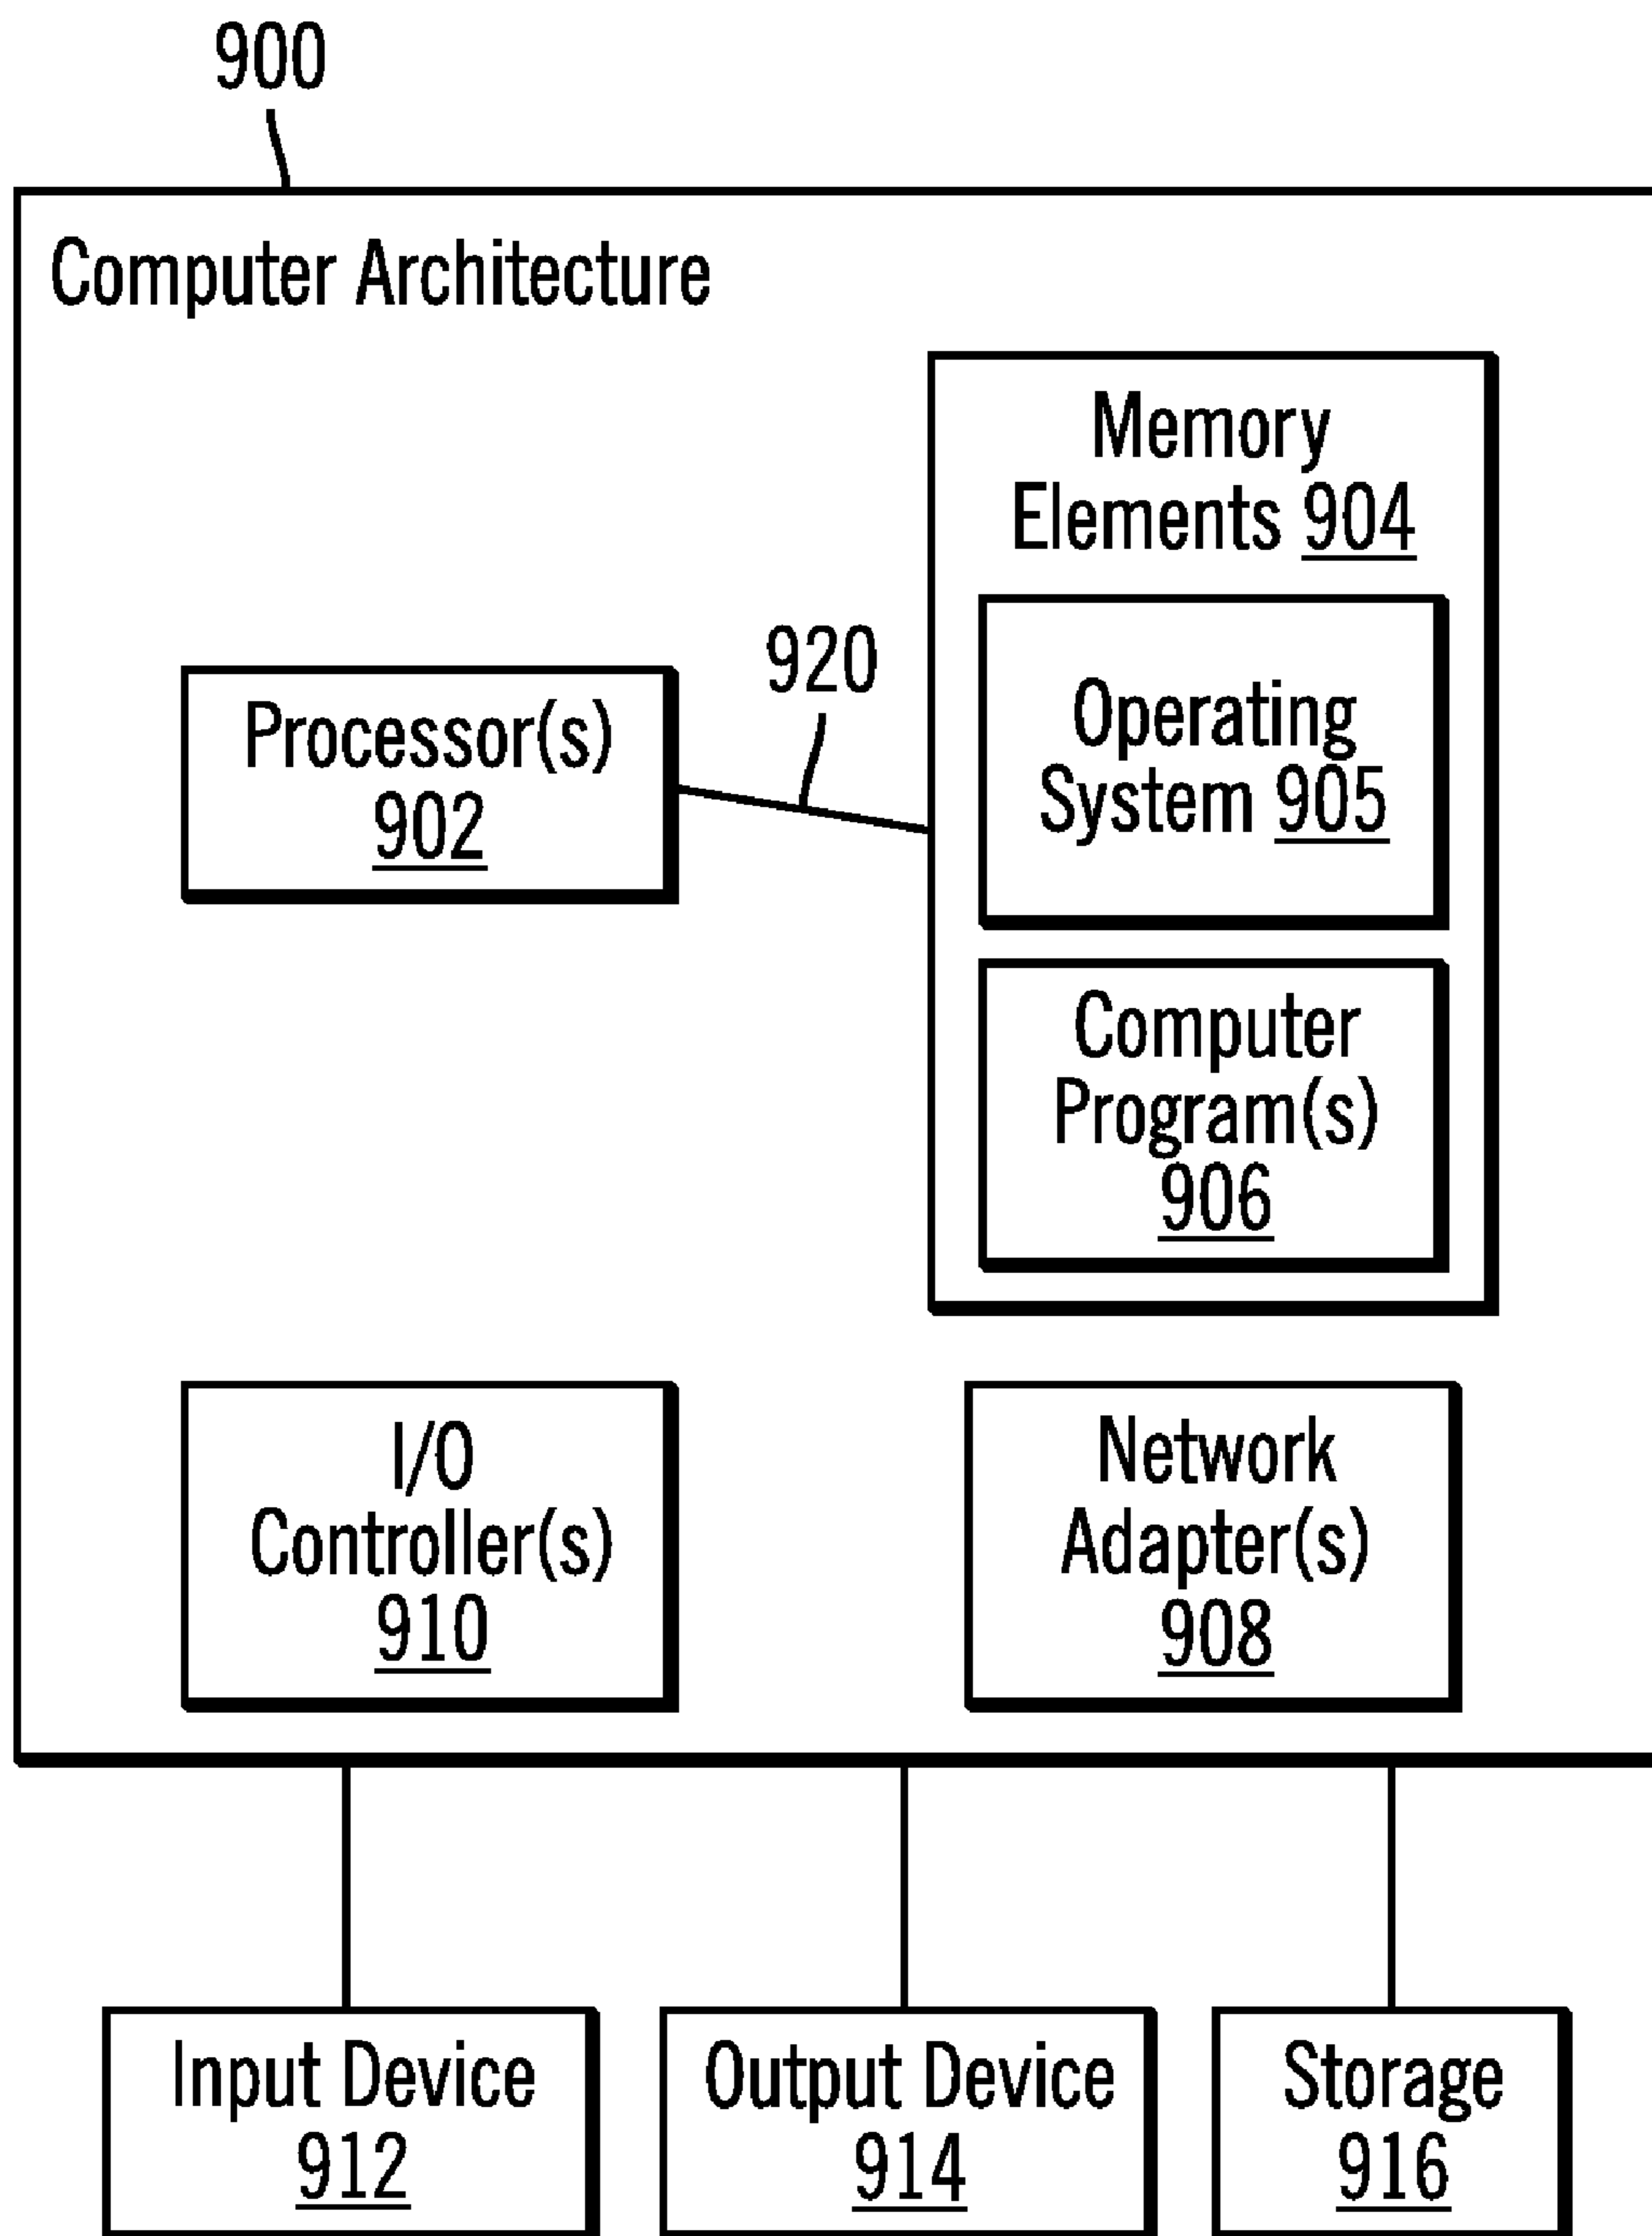 900
Computer Architecture
Memory
Elements 904
920
Processor(s)
902
Operating
System 905
Computer
Program(s)
906
I/O
Controller(s)
910
Network
Adapter(s)
908
Input Device
912
Output Device
914
Storage
916